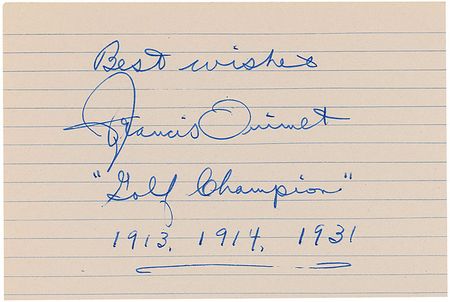 Best wishes
Francis Ouimet
"Golf Champion"
1913, 1914, 1931